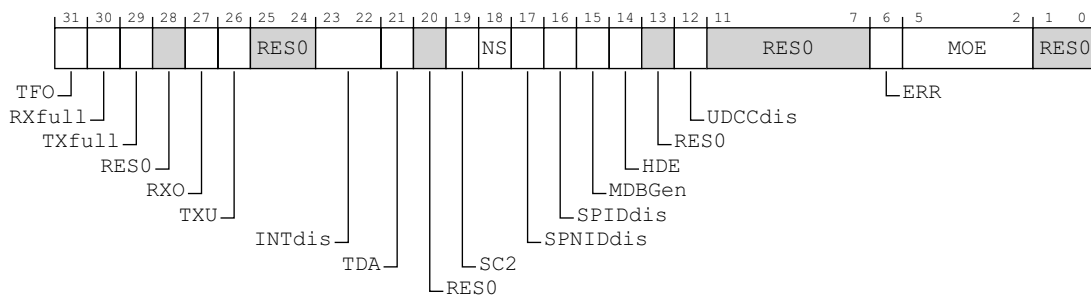 31 30 29 28 27 26 25 24 23 22 21 20 19 18 17 16 15 14 13 12 11 7 6 5 2 1 0
RES0 NS RES0 MOE RES0
TFO ERR
RXfull UDCCdis
TXfull RES0
RES0 HDE
RXO MDBGen
TXU SPIDdis
INTdis SPNIDdis
TDA SC2
RES0